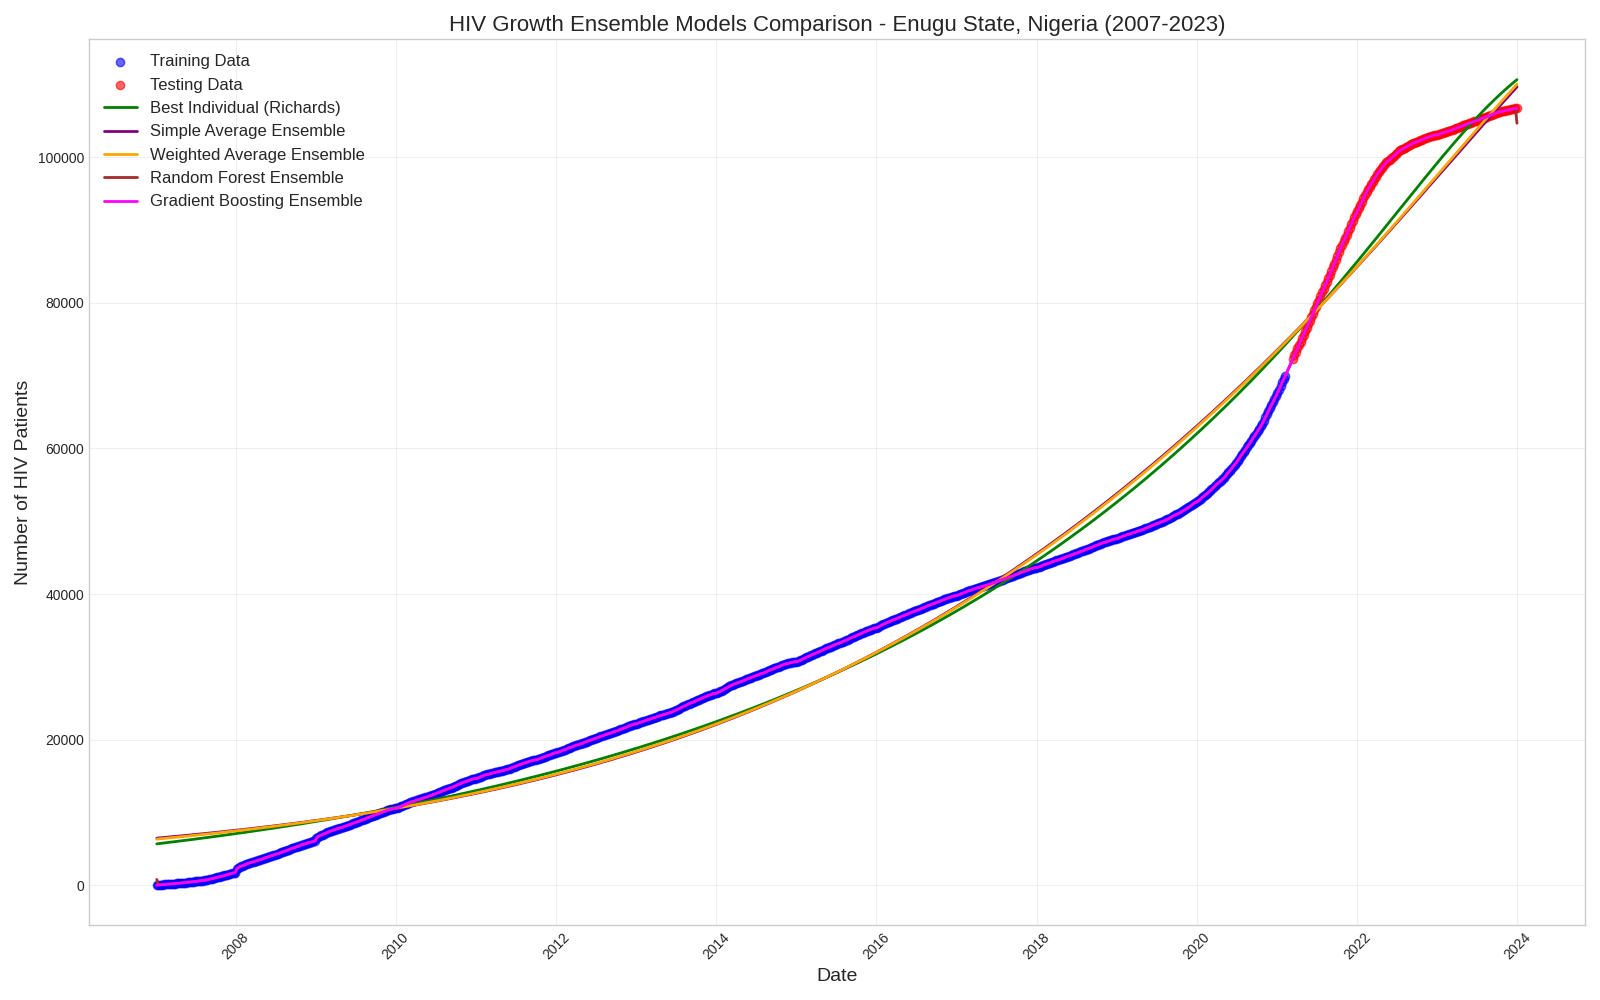 HIV Growth Ensemble Models Comparison - Enugu State, Nigeria (2007-2023)
Training Data
Testing Data
Best Individual (Richards)
Simple Average Ensemble
Weighted Average Ensemble
Random Forest Ensemble
Gradient Boosting Ensemble
Number of HIV Patients
100000
80000
60000
40000
20000
0
2008
2010
2012
2014
2016
2018
2020
2022
2024
Date